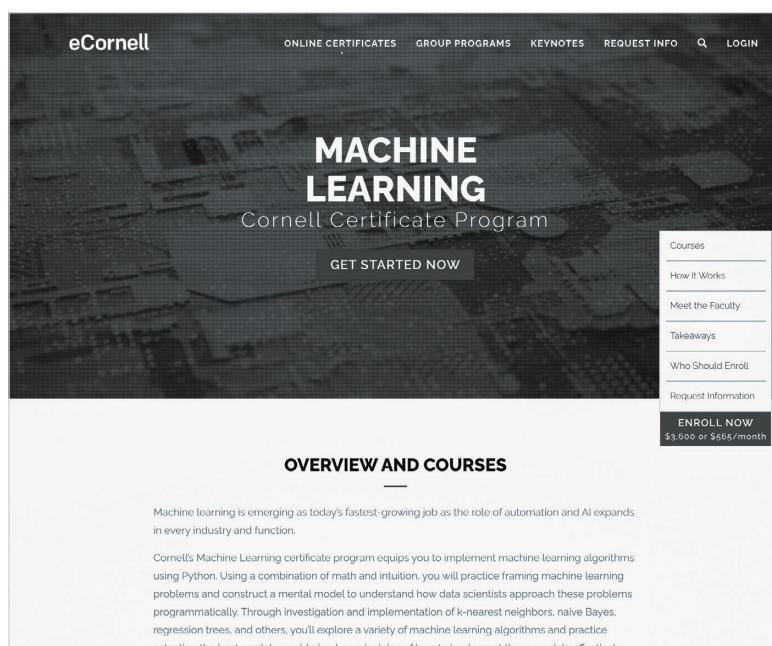 eCornell
ONLINE CERTIFICATES GROUP PROGRAMS KEYNOTES REQUEST INFO LOGIN
MACHINE
LEARNING
Cornell Certificate Program
GET STARTED NOW
Courses
How It Works
Meet the Faculty
Takeaways
Who Should Enroll
Request Information
ENROLL NOW
$3,600 or $565/month
OVERVIEW AND COURSES
Machine learning is emerging as today's fastest-growing job as the role of automation and AI expands
in every industry and function.
Cornell's Machine Learning certificate program equips you to implement machine learning algorithms
using Python. Using a combination of math and intuition, you will practice framing machine learning
problems and construct a mental model to understand how data scientists approach these problems
programmatically. Through investigation and implementation of k-nearest neighbors, naive Bayes,
regression trees, and others, you'll explore a variety of machine learning algorithms and practice